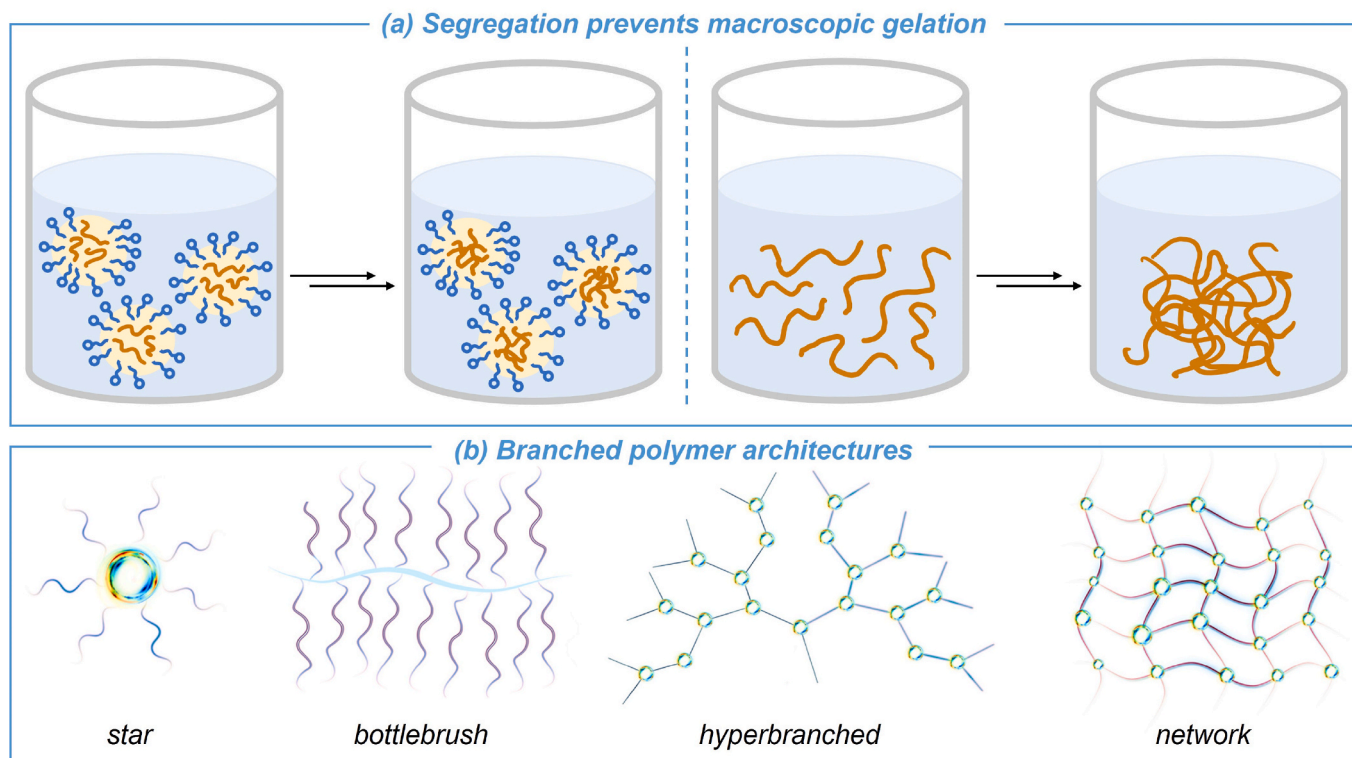 (a) Segregation prevents macroscopic gelation
(b) Branched polymer architectures
star
bottlebrush
hyperbranched
network